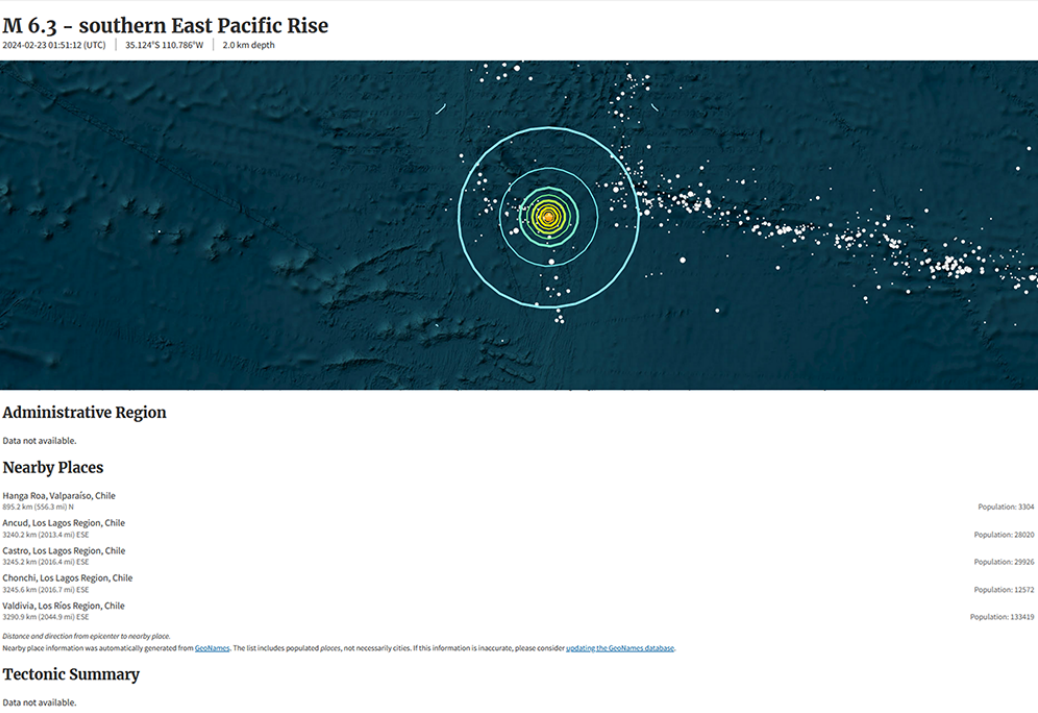 M 6.3 - southern East Pacific Rise
2024-02-23 01:51:12 (UTC) | 35.124°S 110.786°W | 2.0 km depth
Administrative Region
Data not available.
Nearby Places
Hanga Roa, Valparaíso, Chile
895.2 km (556.3 mi) N
Population: 3304
Ancud, Los Lagos Region, Chile
3240.2 km (2013.4 mi) ESE
Population: 28020
Castro, Los Lagos Region, Chile
3245.2 km (2016.4 mi) ESE
Population: 29926
Chonchi, Los Lagos Region, Chile
3245.6 km (2016.7 mi) ESE
Population: 12572
Valdivia, Los Ríos Region, Chile
3290.9 km (2044.9 mi) ESE
Population: 133419
Distance and direction from epicenter to nearby place.
Nearby place information was automatically generated from GeoNames. The list includes populated places, not necessarily cities. If this information is inaccurate, please consider updating the GeoNames database.
Tectonic Summary
Data not available.